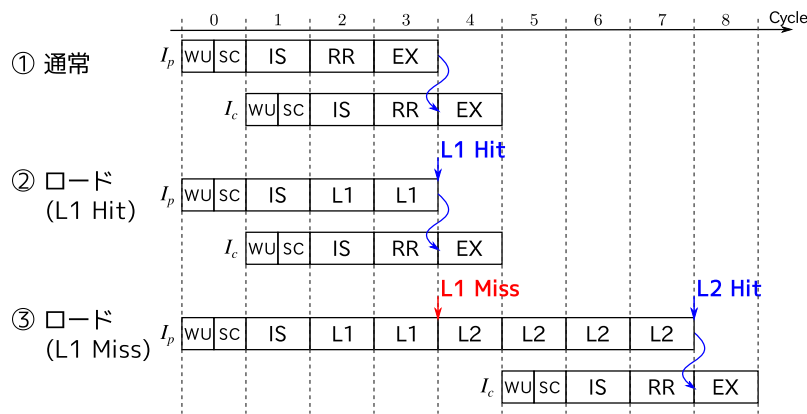 0 1 2 3 4 5 6 7 8 Cycle
① 通常 Ip WU SC IS RR EX
Ic WU SC IS RR EX
L1 Hit
② ロード Ip WU SC IS L1 L1
(L1 Hit)
Ic WU SC IS RR EX
L1 Miss L2 Hit
③ ロード Ip WU SC IS L1 L1 L2 L2 L2 L2
(L1 Miss)
Ic WU SC IS RR EX